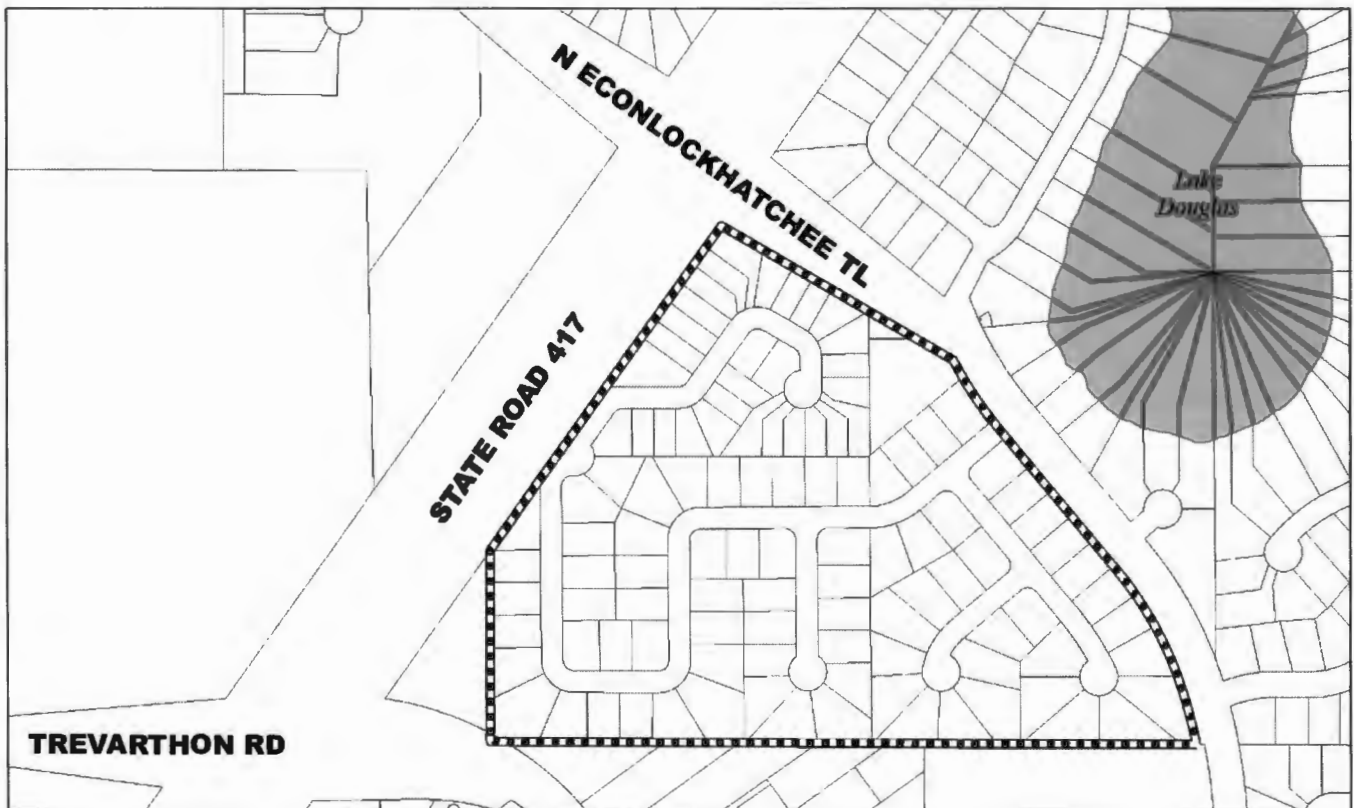 N ECONLOCKHATCHEE TL
Lake
Douglas
STATE ROAD 417
TREVARTHON RD